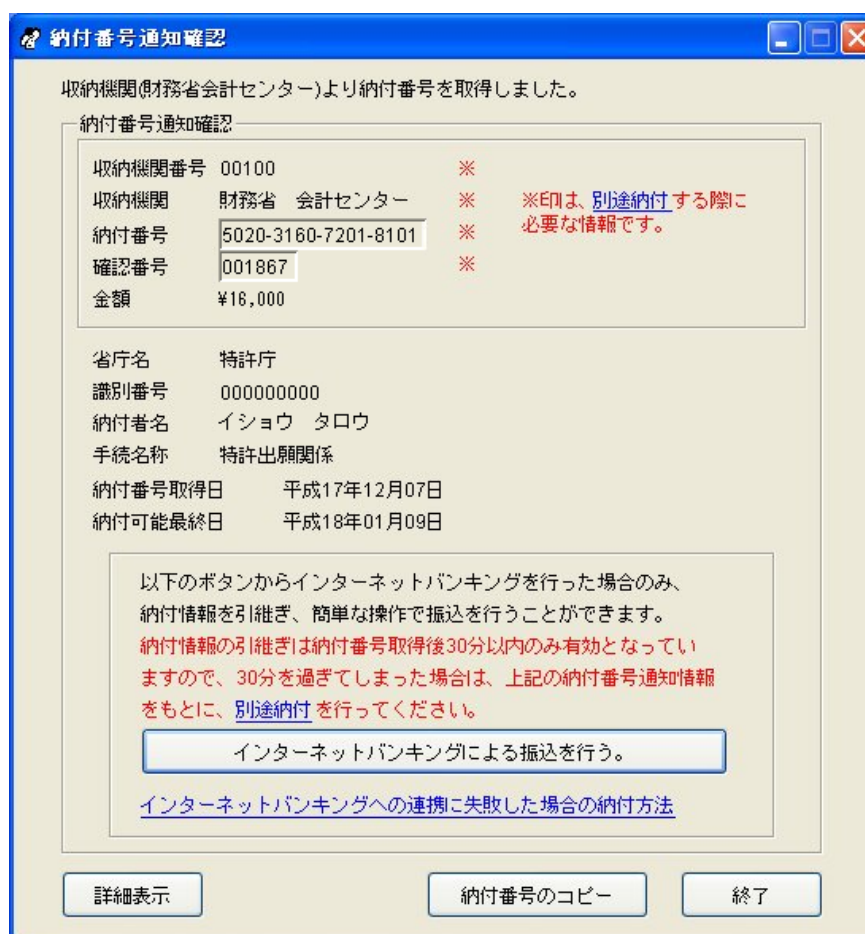 納付番号通知確認
収納機関(財務省会計センター)より納付番号を取得しました。
納付番号通知確認
収納機関番号 00100 ※
収納機関 財務省 会計センター ※ ※印は、別途納付する際に
必要な情報です。
納付番号 5020-3160-7201-8101 ※
確認番号 001867 ※
金額 ¥16,000
省庁名 特許庁
識別番号 000000000
納付者名 イショウ タロウ
手続名称 特許出願関係
納付番号取得日 平成17年12月07日
納付可能最終日 平成18年01月09日
以下のボタンからインターネットバンキングを行った場合のみ、
納付情報を引継ぎ、簡単な操作で振込を行うことができます。
納付情報の引継ぎは納付番号取得後30分以内のみ有効となってい
ますので、30分を過ぎてしまった場合は、上記の納付番号通知情報
をもとに、別途納付を行ってください。
インターネットバンキングによる振込を行う。
インターネットバンキングへの連携に失敗した場合の納付方法
詳細表示 納付番号のコピー 終了